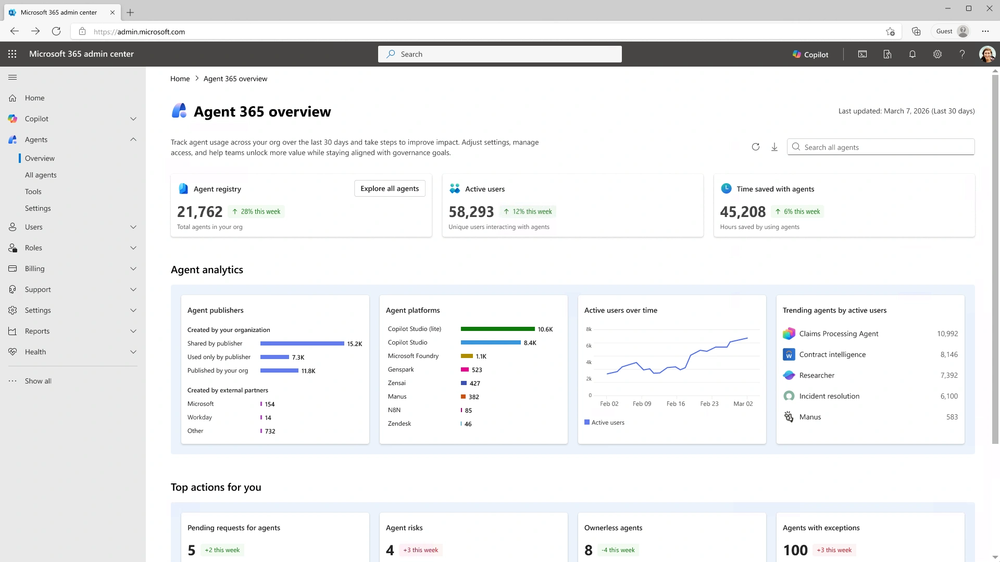 Microsoft 365 admin center
https://admin.microsoft.com
Guest
Microsoft 365 admin center
Search
Copilot
Home
Copilot
Agents
Overview
All agents
Tools
Settings
Users
Roles
Billing
Support
Settings
Reports
Health
Show all
Home > Agent 365 overview
Agent 365 overview
Last updated: March 7, 2026 (Last 30 days)
Track agent usage across your org over the last 30 days and take steps to improve impact. Adjust settings, manage
access, and help teams unlock more value while staying aligned with governance goals.
Search all agents
Agent registry
Explore all agents
21,762 ↑ 28% this week
Total agents in your org
Active users
58,293 ↑ 12% this week
Unique users interacting with agents
Time saved with agents
45,208 ↑ 6% this week
Hours saved by using agents
Agent analytics
Agent publishers
Created by your organization
Shared by publisher 15.2K
Used only by publisher 7.3K
Published by your org 11.8K
Created by external partners
Microsoft 154
Workday 14
Other 732
Agent platforms
Copilot Studio (lite) 10.6K
Copilot Studio 8.4K
Microsoft Foundry 1.1K
Genspark 523
Zensai 427
Manus 382
N8N 85
Zendesk 46
Active users over time
8k
6k
4k
2k
0
Feb 02 Feb 09 Feb 16 Feb 23 Mar 02
Active users
Trending agents by active users
Claims Processing Agent 10,992
Contract intelligence 8,146
Researcher 7,392
Incident resolution 6,100
Manus 583
Top actions for you
Pending requests for agents
5 +2 this week
Agent risks
4 +3 this week
Ownerless agents
8 -4 this week
Agents with exceptions
100 +3 this week